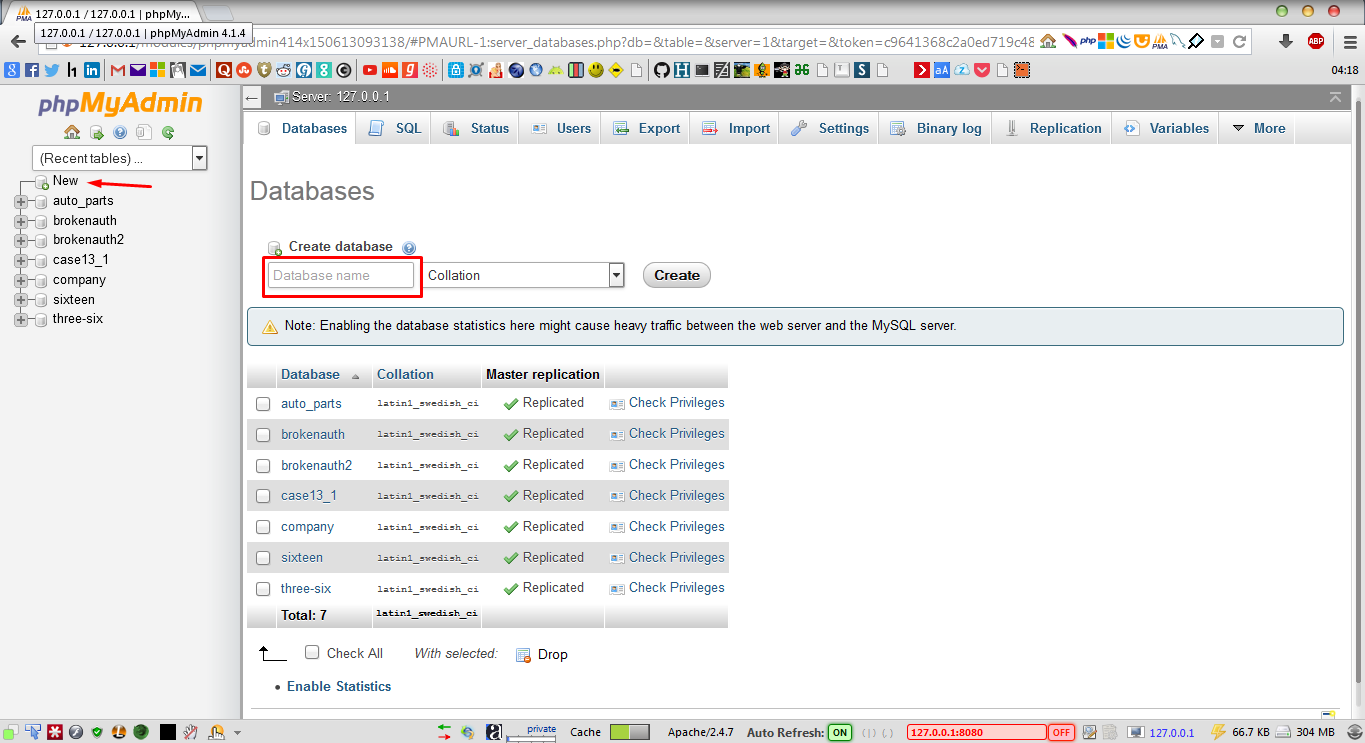 127.0.0.1 / 127.0.0.1 | phpMy...
127.0.0.1 / 127.0.0.1 | phpMyAdmin 4.1.4
127.0.0.1/modules/phpmyadmin414x150613093138/#PMAURL-1:server_databases.php?db=&table=&server=1&target=&token=c9641368c2a0ed719c48
php
PMA
ABP
04:18
phpMyAdmin
(Recent tables) ...
New
auto_parts
brokenauth
brokenauth2
case13_1
company
sixteen
three-six
Server: 127.0.0.1
Databases SQL Status Users Export Import Settings Binary log Replication Variables More
Databases
Create database
Database name Collation Create
Note: Enabling the database statistics here might cause heavy traffic between the web server and the MySQL server.
Database Collation Master replication
auto_parts latin1_swedish_ci Replicated Check Privileges
brokenauth latin1_swedish_ci Replicated Check Privileges
brokenauth2 latin1_swedish_ci Replicated Check Privileges
case13_1 latin1_swedish_ci Replicated Check Privileges
company latin1_swedish_ci Replicated Check Privileges
sixteen latin1_swedish_ci Replicated Check Privileges
three-six latin1_swedish_ci Replicated Check Privileges
Total: 7 latin1_swedish_ci
Check All With selected: Drop
Enable Statistics
private Cache Apache/2.4.7 Auto Refresh: ON 127.0.0.1:8080 OFF 127.0.0.1 66.7 KB 304 MB